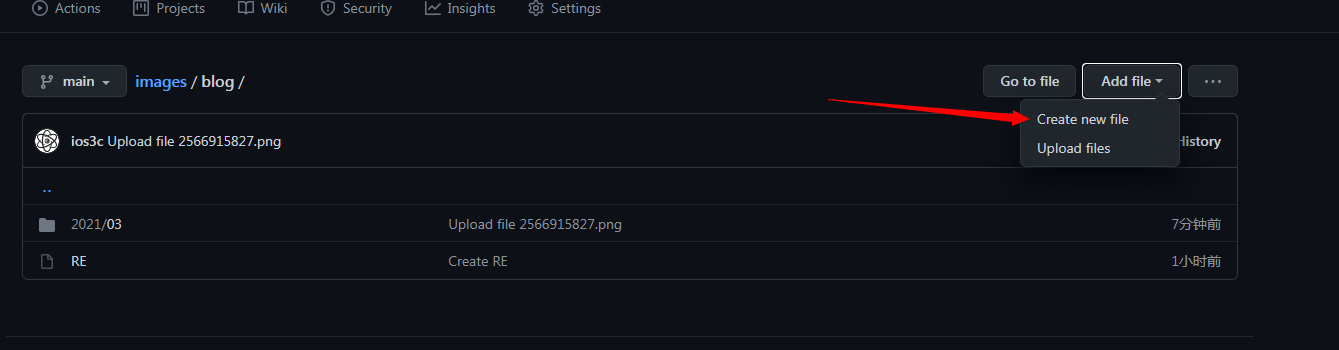 Actions Projects Wiki Security Insights Settings
main images / blog / Go to file Add file ···
Create new file
Upload files
ios3c Upload file 2566915827.png History
..
2021/03 Upload file 2566915827.png 7分钟前
RE Create RE 1小时前